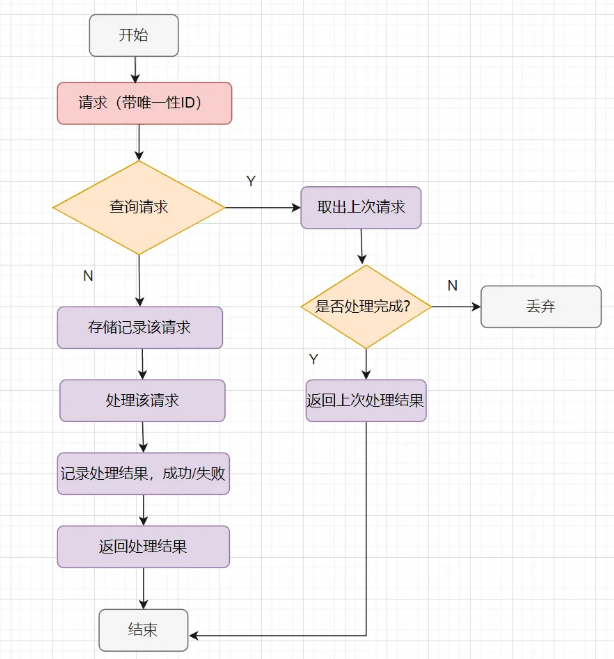 开始
请求（带唯一性ID）
查询请求
Y
取出上次请求
N
是否处理完成?
N
丢弃
存储记录该请求
Y
处理该请求
返回上次处理结果
记录处理结果，成功/失败
返回处理结果
结束